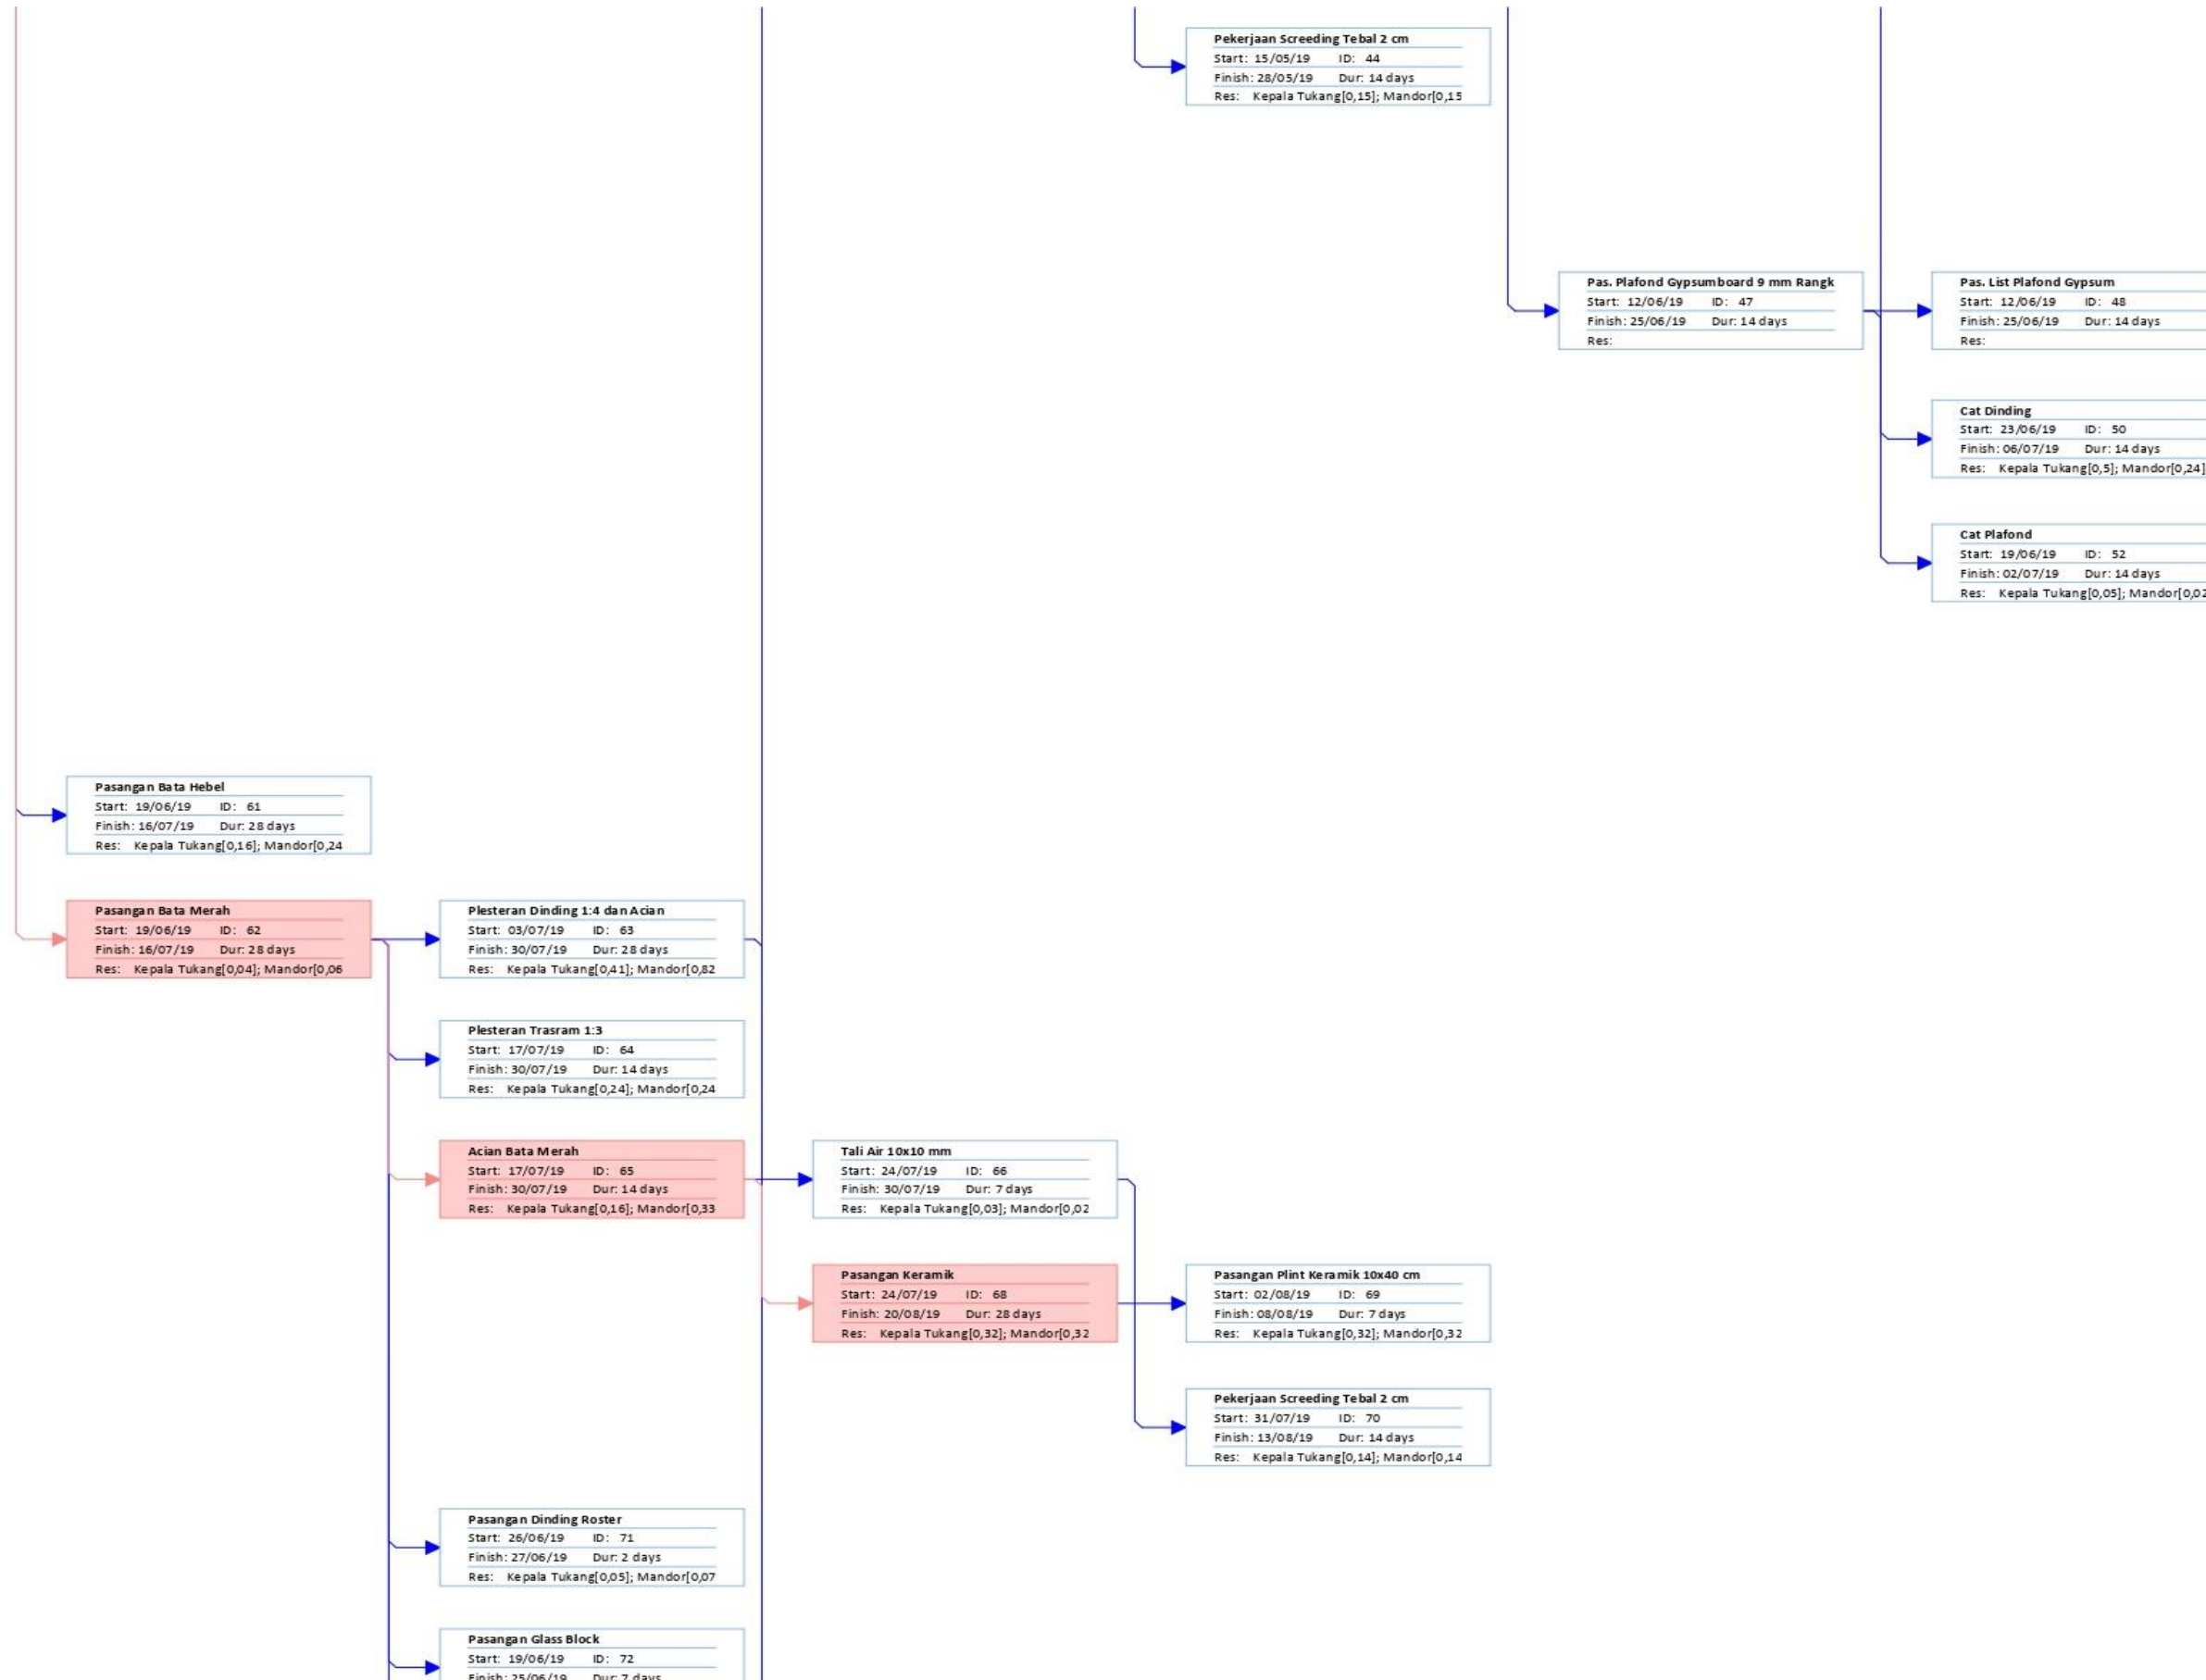 Pekerjaan Screeding Tebal 2 cm
Start: 15/05/19 ID: 44
Finish: 28/05/19 Dur: 14 days
Res: Kepala Tukang[0,15]; Mandor[0,15
Pas. Plafond Gypsumboard 9 mm Rangk
Start: 12/06/19 ID: 47
Finish: 25/06/19 Dur: 14 days
Res:
Pas. List Plafond Gypsum
Start: 12/06/19 ID: 48
Finish: 25/06/19 Dur: 14 days
Res:
Cat Dinding
Start: 23/06/19 ID: 50
Finish: 06/07/19 Dur: 14 days
Res: Kepala Tukang[0,5]; Mandor[0,24]
Cat Plafond
Start: 19/06/19 ID: 52
Finish: 02/07/19 Dur: 14 days
Res: Kepala Tukang[0,05]; Mandor[0,02
Pasangan Bata Hebel
Start: 19/06/19 ID: 61
Finish: 16/07/19 Dur: 28 days
Res: Kepala Tukang[0,16]; Mandor[0,24
Pasangan Bata Merah
Start: 19/06/19 ID: 62
Finish: 16/07/19 Dur: 28 days
Res: Kepala Tukang[0,04]; Mandor[0,06
Plesteran Dinding 1:4 dan Acian
Start: 03/07/19 ID: 63
Finish: 30/07/19 Dur: 28 days
Res: Kepala Tukang[0,41]; Mandor[0,82
Plesteran Trasram 1:3
Start: 17/07/19 ID: 64
Finish: 30/07/19 Dur: 14 days
Res: Kepala Tukang[0,24]; Mandor[0,24
Acian Bata Merah
Start: 17/07/19 ID: 65
Finish: 30/07/19 Dur: 14 days
Res: Kepala Tukang[0,16]; Mandor[0,33
Tali Air 10x10 mm
Start: 24/07/19 ID: 66
Finish: 30/07/19 Dur: 7 days
Res: Kepala Tukang[0,03]; Mandor[0,02
Pasangan Keramik
Start: 24/07/19 ID: 68
Finish: 20/08/19 Dur: 28 days
Res: Kepala Tukang[0,32]; Mandor[0,32
Pasangan Plint Keramik 10x40 cm
Start: 02/08/19 ID: 69
Finish: 08/08/19 Dur: 7 days
Res: Kepala Tukang[0,32]; Mandor[0,32
Pekerjaan Screeding Tebal 2 cm
Start: 31/07/19 ID: 70
Finish: 13/08/19 Dur: 14 days
Res: Kepala Tukang[0,14]; Mandor[0,14
Pasangan Dinding Roster
Start: 26/06/19 ID: 71
Finish: 27/06/19 Dur: 2 days
Res: Kepala Tukang[0,05]; Mandor[0,07
Pasangan Glass Block
Start: 19/06/19 ID: 72
Finish: 25/06/19 Dur: 7 days